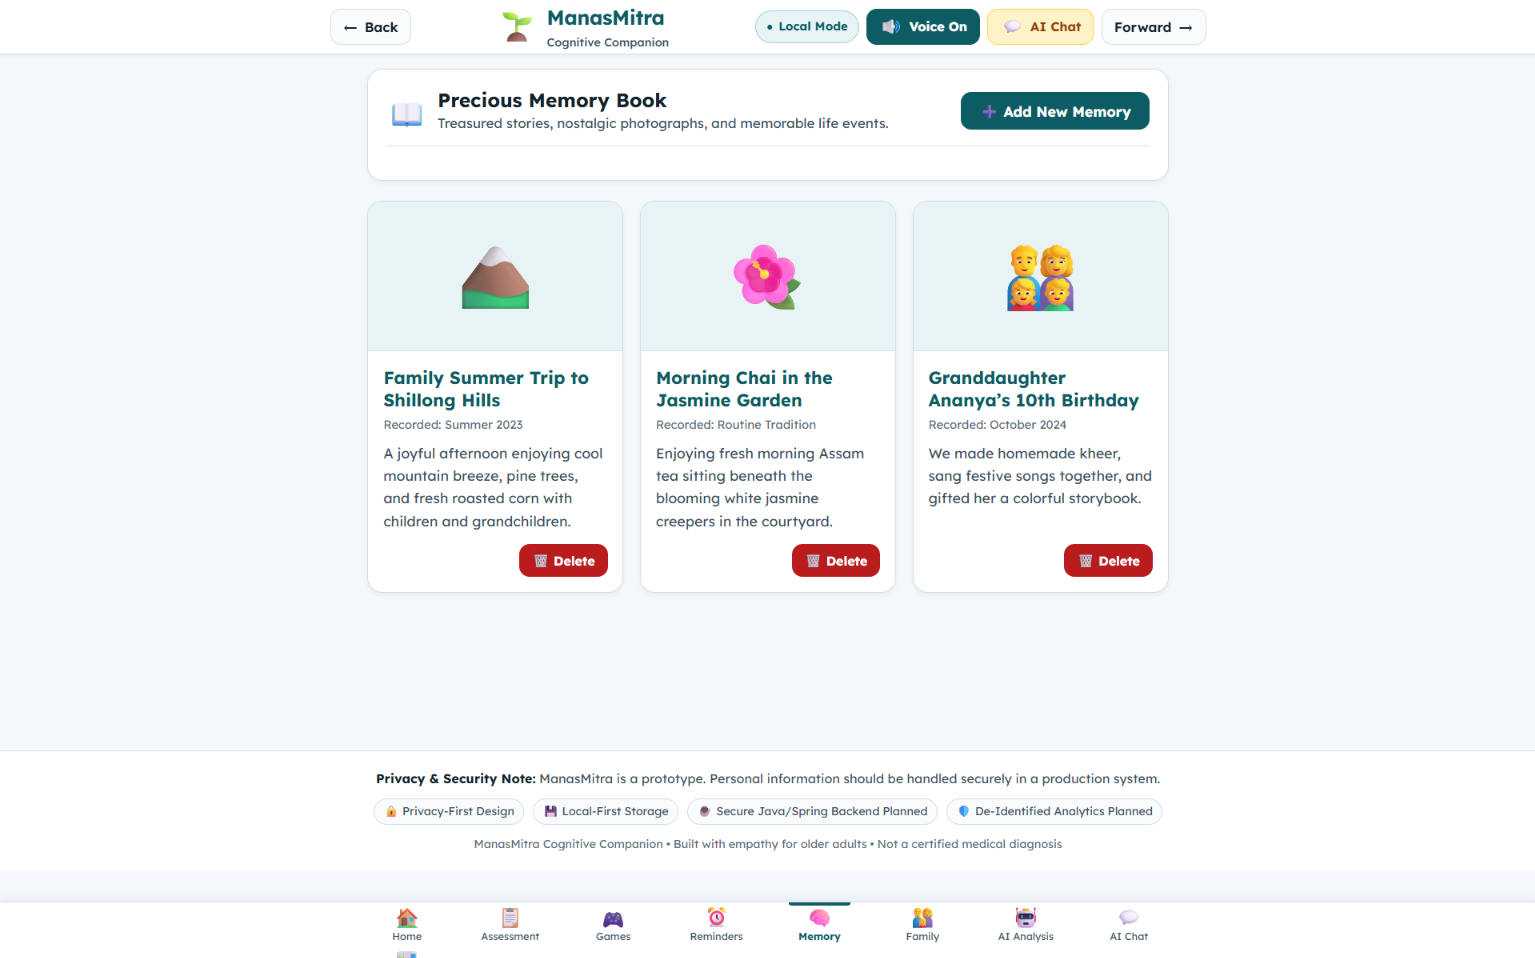 ← Back
ManasMitra
Cognitive Companion
• Local Mode
Voice On
AI Chat
Forward →
Precious Memory Book
Treasured stories, nostalgic photographs, and memorable life events.
Add New Memory
Family Summer Trip to
Shillong Hills
Recorded: Summer 2023
A joyful afternoon enjoying cool
mountain breeze, pine trees,
and fresh roasted corn with
children and grandchildren.
Delete
Morning Chai in the
Jasmine Garden
Recorded: Routine Tradition
Enjoying fresh morning Assam
tea sitting beneath the
blooming white jasmine
creepers in the courtyard.
Delete
Granddaughter
Ananya’s 10th Birthday
Recorded: October 2024
We made homemade kheer,
sang festive songs together, and
gifted her a colorful storybook.
Delete
Privacy & Security Note: ManasMitra is a prototype. Personal information should be handled securely in a production system.
Privacy-First Design
Local-First Storage
Secure Java/Spring Backend Planned
De-Identified Analytics Planned
ManasMitra Cognitive Companion • Built with empathy for older adults • Not a certified medical diagnosis
Home
Assessment
Games
Reminders
Memory
Family
AI Analysis
AI Chat